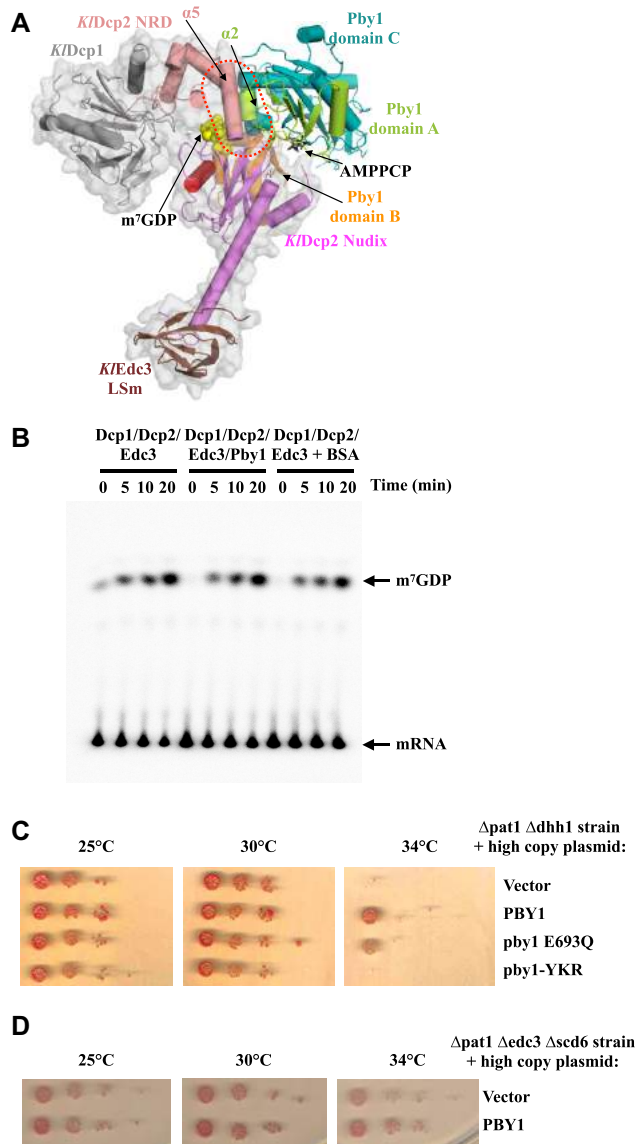 A
KlDcp2 NRD
α5
α2
Pby1
domain C
KlDcp1
Pby1
domain A
AMPPCP
m⁷GDP
Pby1
domain B
KlDcp2 Nudix
KlEdc3
LSm
B
Dcp1/Dcp2/ Dcp1/Dcp2/ Dcp1/Dcp2/
Edc3 Edc3/Pby1 Edc3 + BSA
0 5 10 20 0 5 10 20 0 5 10 20 Time (min)
m⁷GDP
mRNA
C
Δpat1 Δdhh1 strain
25°C 30°C 34°C + high copy plasmid:
Vector
PBY1
pby1 E693Q
pby1-YKR
D
Δpat1 Δedc3 Δscd6 strain
25°C 30°C 34°C + high copy plasmid:
Vector
PBY1